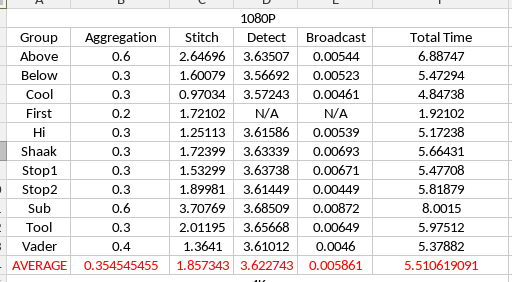 A B C D E F
1080P
Group Aggregation Stitch Detect Broadcast Total Time
Above 0.6 2.64696 3.63507 0.00544 6.88747
Below 0.3 1.60079 3.56692 0.00523 5.47294
Cool 0.3 0.97034 3.57243 0.00461 4.84738
First 0.2 1.72102 N/A N/A 1.92102
Hi 0.3 1.25113 3.61586 0.00539 5.17238
Shaak 0.3 1.72399 3.63339 0.00693 5.66431
Stop1 0.3 1.53299 3.63738 0.00671 5.47708
Stop2 0.3 1.89981 3.61449 0.00449 5.81879
Sub 0.6 3.70769 3.68509 0.00872 8.0015
Tool 0.3 2.01195 3.65668 0.00649 5.97512
Vader 0.4 1.3641 3.61012 0.0046 5.37882
AVERAGE 0.354545455 1.857343 3.622743 0.005861 5.510619091